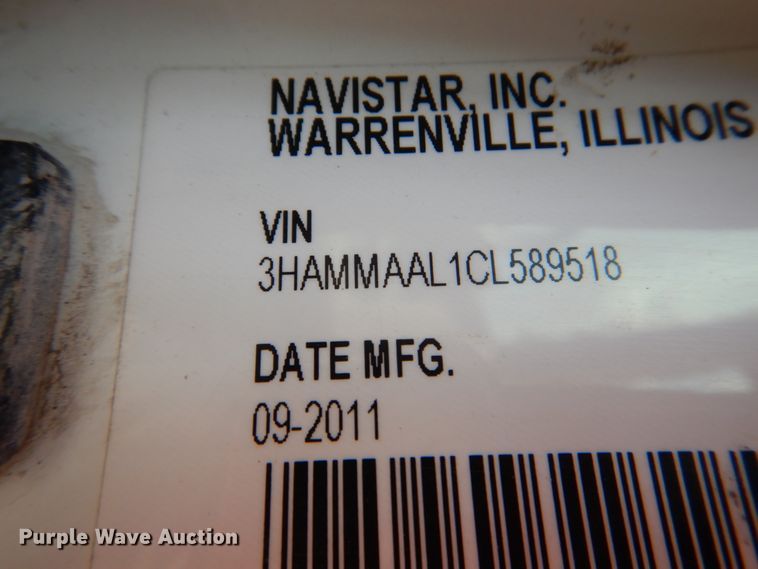 NAVISTAR, INC.
WARRENVILLE, ILLINOIS
VIN
3HAMMAAL1CL589518
DATE MFG.
09-2011
Purple Wave Auction